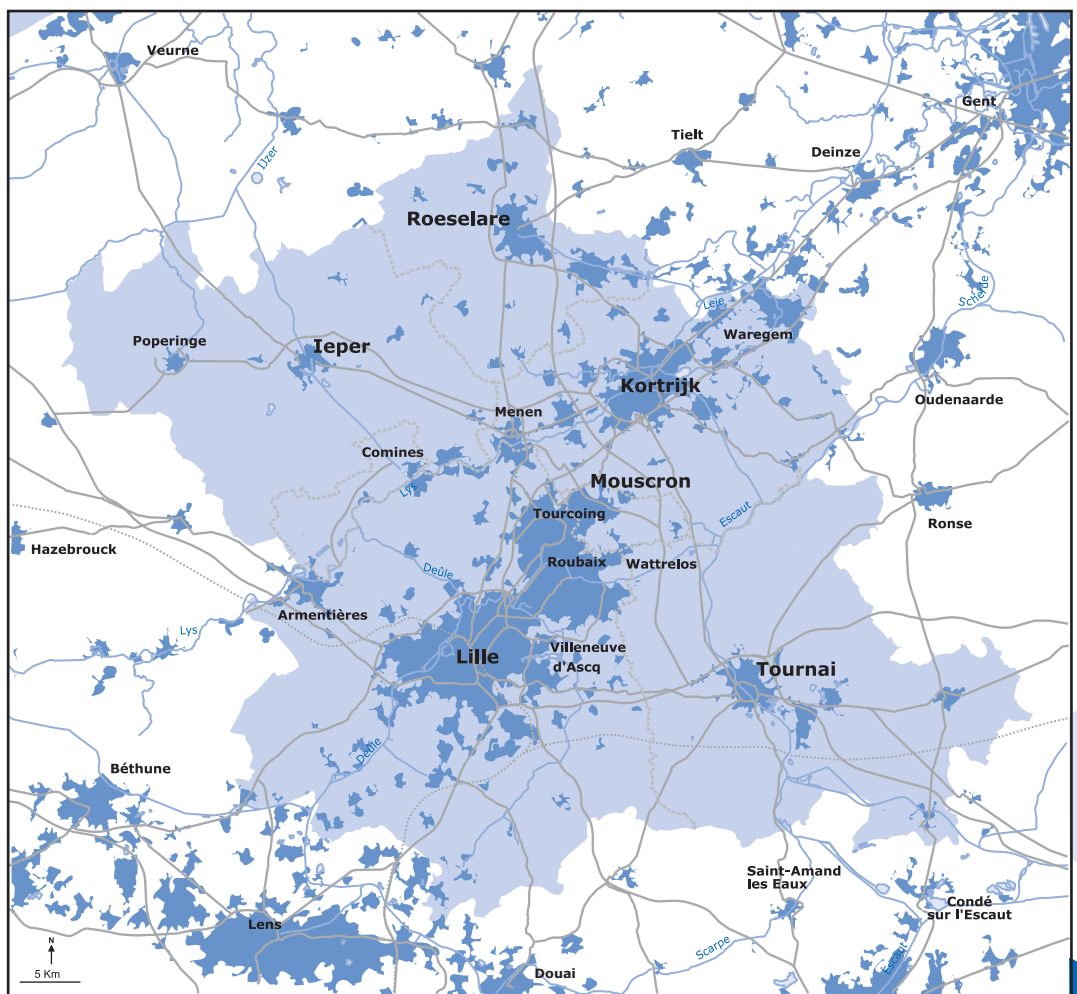 Veurne
Gent
Tielt
Deinze
IJzer
Roeselare
Schelde
Leie
Waregem
Poperinge
Ieper
Kortrijk
Oudenaarde
Menen
Comines
Lys
Mouscron
Escaut
Tourcoing
Ronse
Hazebrouck
Roubaix
Wattrelos
Deûle
Armentières
Lys
Lille
Villeneuve
d'Ascq
Tournai
Deûle
Béthune
Saint-Amand
les Eaux
Condé
sur l'Escaut
Lens
Scarpe
Escaut
Douai
N
5 Km